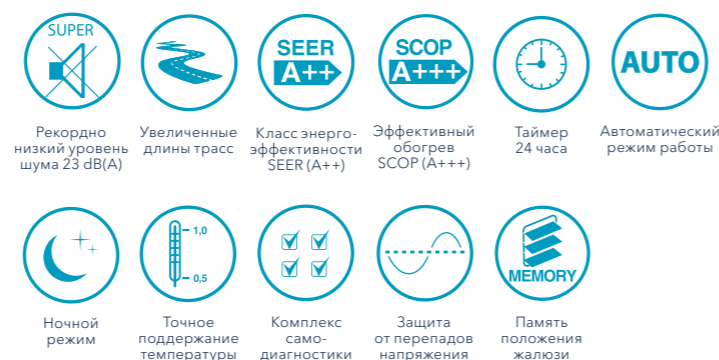 SUPER
Рекордно
низкий уровень
шума 23 dB(A)
Увеличенные
длины трасс
SEER
A++
Класс энерго-
эффективности
SEER (A++)
SCOP
A+++
Эффективный
обогрев
SCOP (A+++)
Таймер
24 часа
AUTO
Автоматический
режим работы
Ночной
режим
1,0
0,5
Точное
поддержание
температуры
Комплекс
само-
диагностики
Защита
от перепадов
напряжения
MEMORY
Память
положения
жалюзи